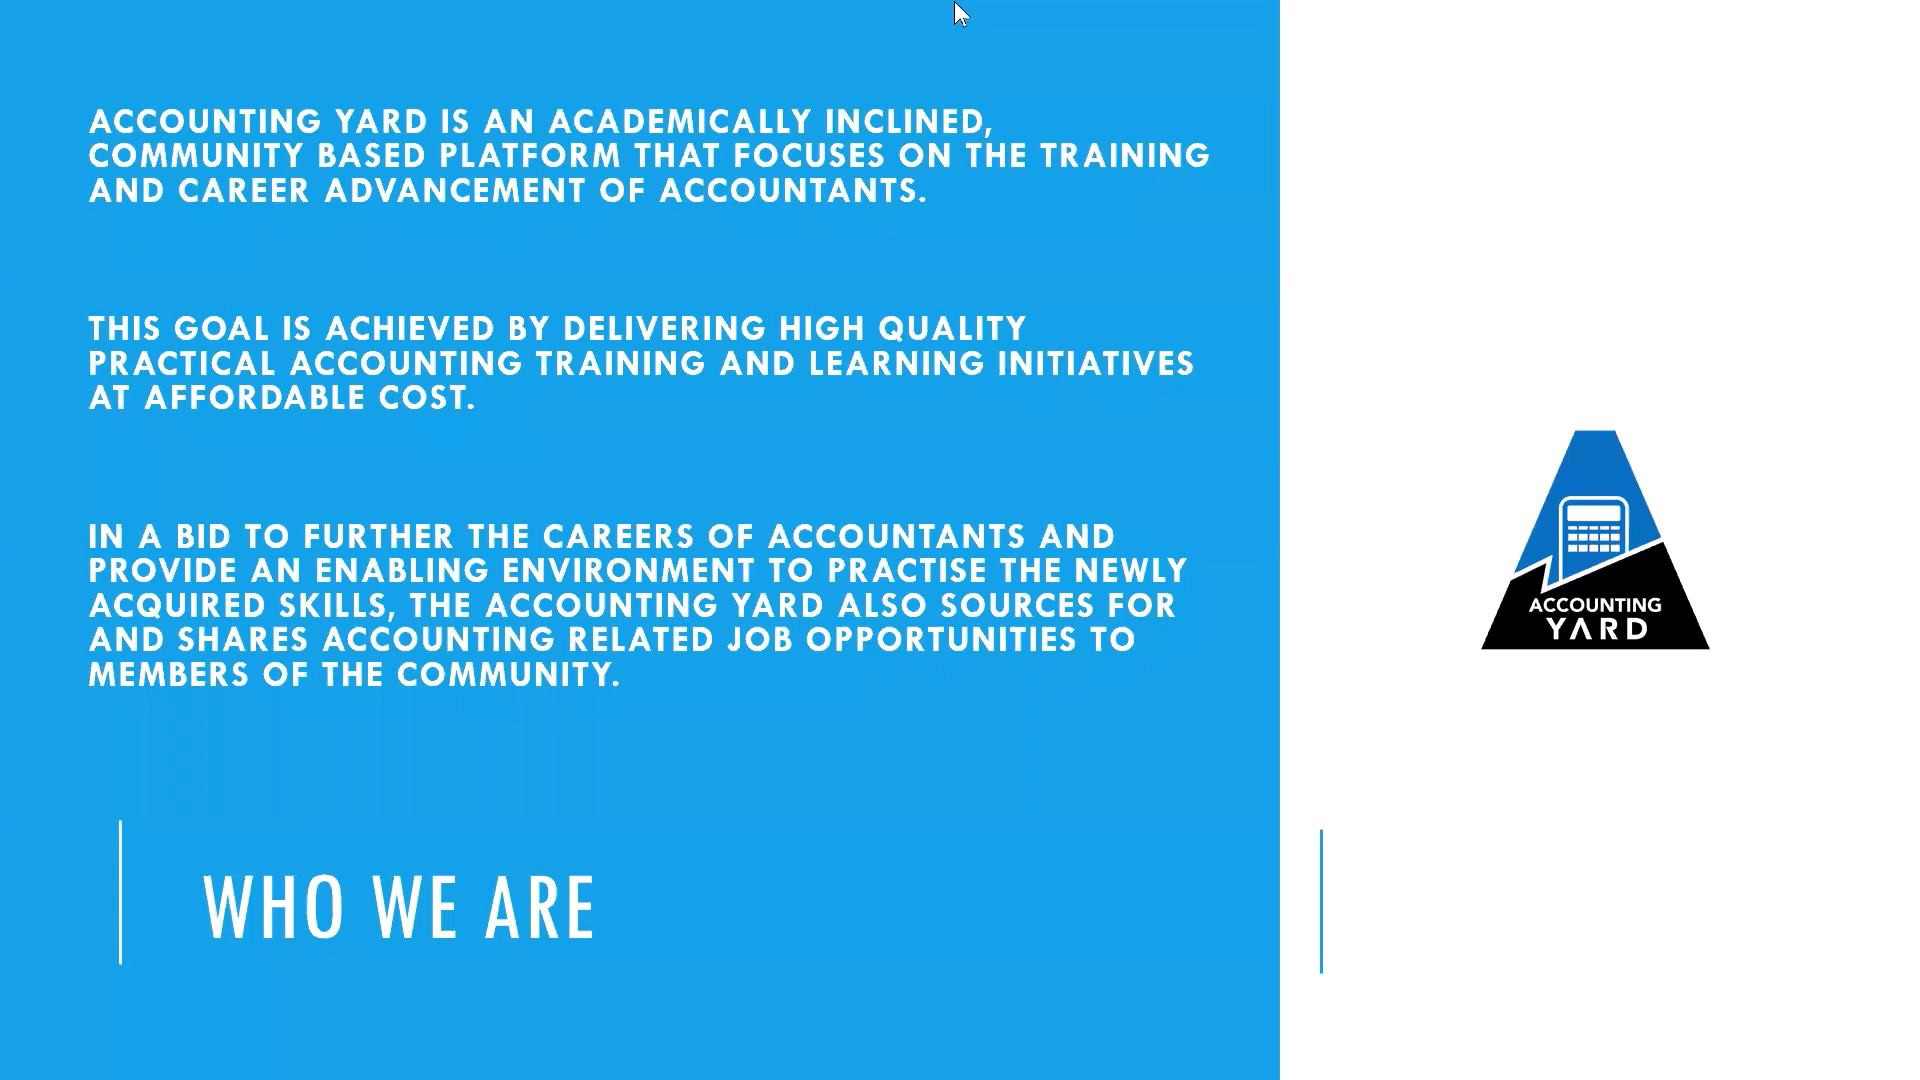 ACCOUNTING YARD IS AN ACADEMICALLY INCLINED,
COMMUNITY BASED PLATFORM THAT FOCUSES ON THE TRAINING
AND CAREER ADVANCEMENT OF ACCOUNTANTS.
THIS GOAL IS ACHIEVED BY DELIVERING HIGH QUALITY
PRACTICAL ACCOUNTING TRAINING AND LEARNING INITIATIVES
AT AFFORDABLE COST.
IN A BID TO FURTHER THE CAREERS OF ACCOUNTANTS AND
PROVIDE AN ENABLING ENVIRONMENT TO PRACTISE THE NEWLY
ACQUIRED SKILLS, THE ACCOUNTING YARD ALSO SOURCES FOR
AND SHARES ACCOUNTING RELATED JOB OPPORTUNITIES TO
MEMBERS OF THE COMMUNITY.
WHO WE ARE
ACCOUNTING
YARD